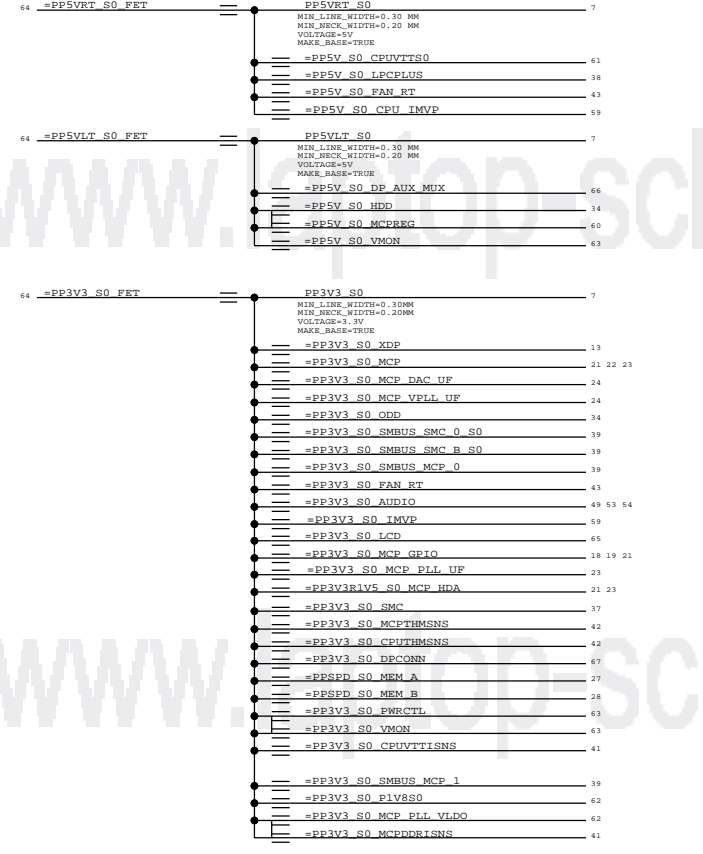 64 =PP5VRT_S0_FET PP5VRT_S0 7
MIN_LINE_WIDTH=0.30 MM
MIN_NECK_WIDTH=0.20 MM
VOLTAGE=5V
MAKE_BASE=TRUE
=PP5V_S0_CPUVTTS0 61
=PP5V_S0_LPCPLUS 38
=PP5V_S0_FAN_RT 43
=PP5V_S0_CPU_IMVP 59
64 =PP5VLT_S0_FET PP5VLT_S0 7
MIN_LINE_WIDTH=0.30 MM
MIN_NECK_WIDTH=0.20 MM
VOLTAGE=5V
MAKE_BASE=TRUE
=PP5V_S0_DP_AUX_MUX 66
=PP5V_S0_HDD 34
=PP5V_S0_MCPREG 60
=PP5V_S0_VMON 63
www.laptop-scl
64 =PP3V3_S0_FET PP3V3_S0 7
MIN_LINE_WIDTH=0.30MM
MIN_NECK_WIDTH=0.20MM
VOLTAGE=3.3V
MAKE_BASE=TRUE
=PP3V3_S0_XDP 13
=PP3V3_S0_MCP 21 22 23
=PP3V3_S0_MCP_DAC_UF 24
=PP3V3_S0_MCP_VPLL_UF 24
=PP3V3_S0_ODD 34
=PP3V3_S0_SMBUS_SMC_0_S0 39
=PP3V3_S0_SMBUS_SMC_B_S0 39
=PP3V3_S0_SMBUS_MCP_0 39
=PP3V3_S0_FAN_RT 43
=PP3V3_S0_AUDIO 49 53 54
=PP3V3_S0_IMVP 59
=PP3V3_S0_LCD 65
=PP3V3_S0_MCP_GPIO 18 19 21
=PP3V3_S0_MCP_PLL_UF 23
=PP3V3R1V5_S0_MCP_HDA 21 23
=PP3V3_S0_SMC 37
=PP3V3_S0_MCPTHMSNS 42
=PP3V3_S0_CPUTHMSNS 42
=PP3V3_S0_DPCONN 67
=PPSPD_S0_MEM_A 27
=PPSPD_S0_MEM_B 28
=PP3V3_S0_PWRCTL 63
=PP3V3_S0_VMON 63
=PP3V3_S0_CPUVTTISNS 41
www.laptop-sc
=PP3V3_S0_SMBUS_MCP_1 39
=PP3V3_S0_P1V8S0 62
=PP3V3_S0_MCP_PLL_VLDO 62
=PP3V3_S0_MCPDDRISNS 41